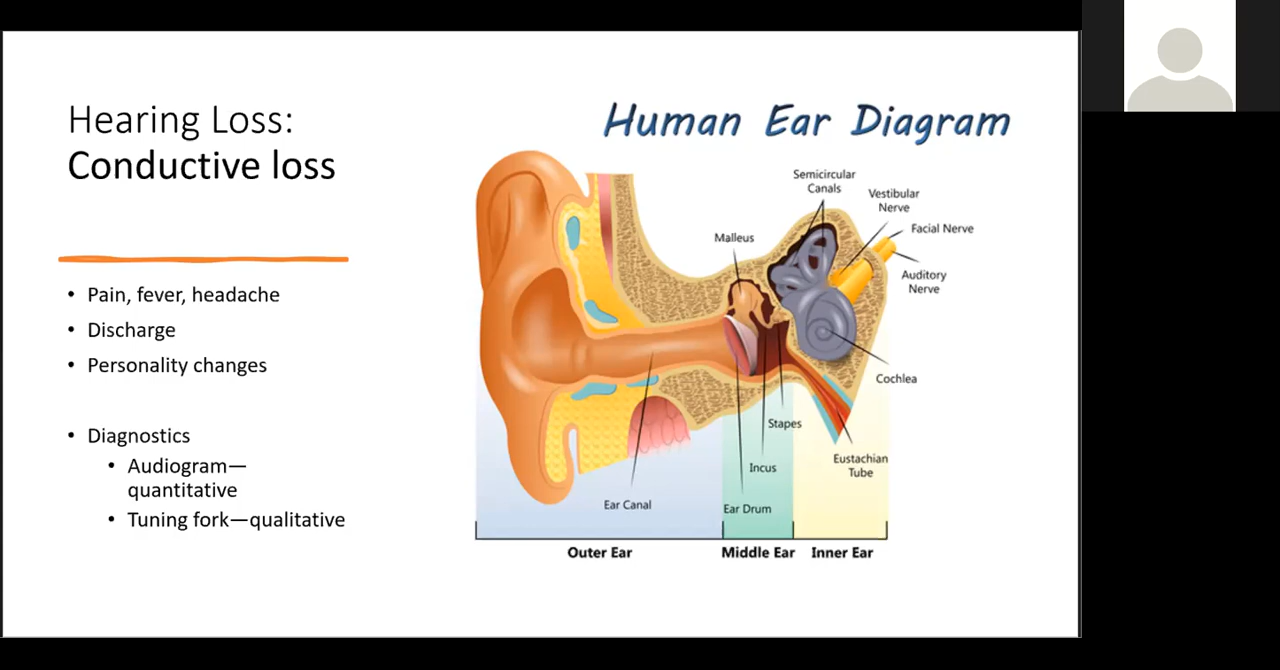 Hearing Loss:
Conductive loss
• Pain, fever, headache
• Discharge
• Personality changes
• Diagnostics
• Audiogram—
quantitative
• Tuning fork—qualitative
Human Ear Diagram
Semicircular
Canals
Vestibular
Nerve
Facial Nerve
Malleus
Auditory
Nerve
Cochlea
Stapes
Incus
Eustachian
Tube
Ear Canal
Ear Drum
Outer Ear
Middle Ear
Inner Ear